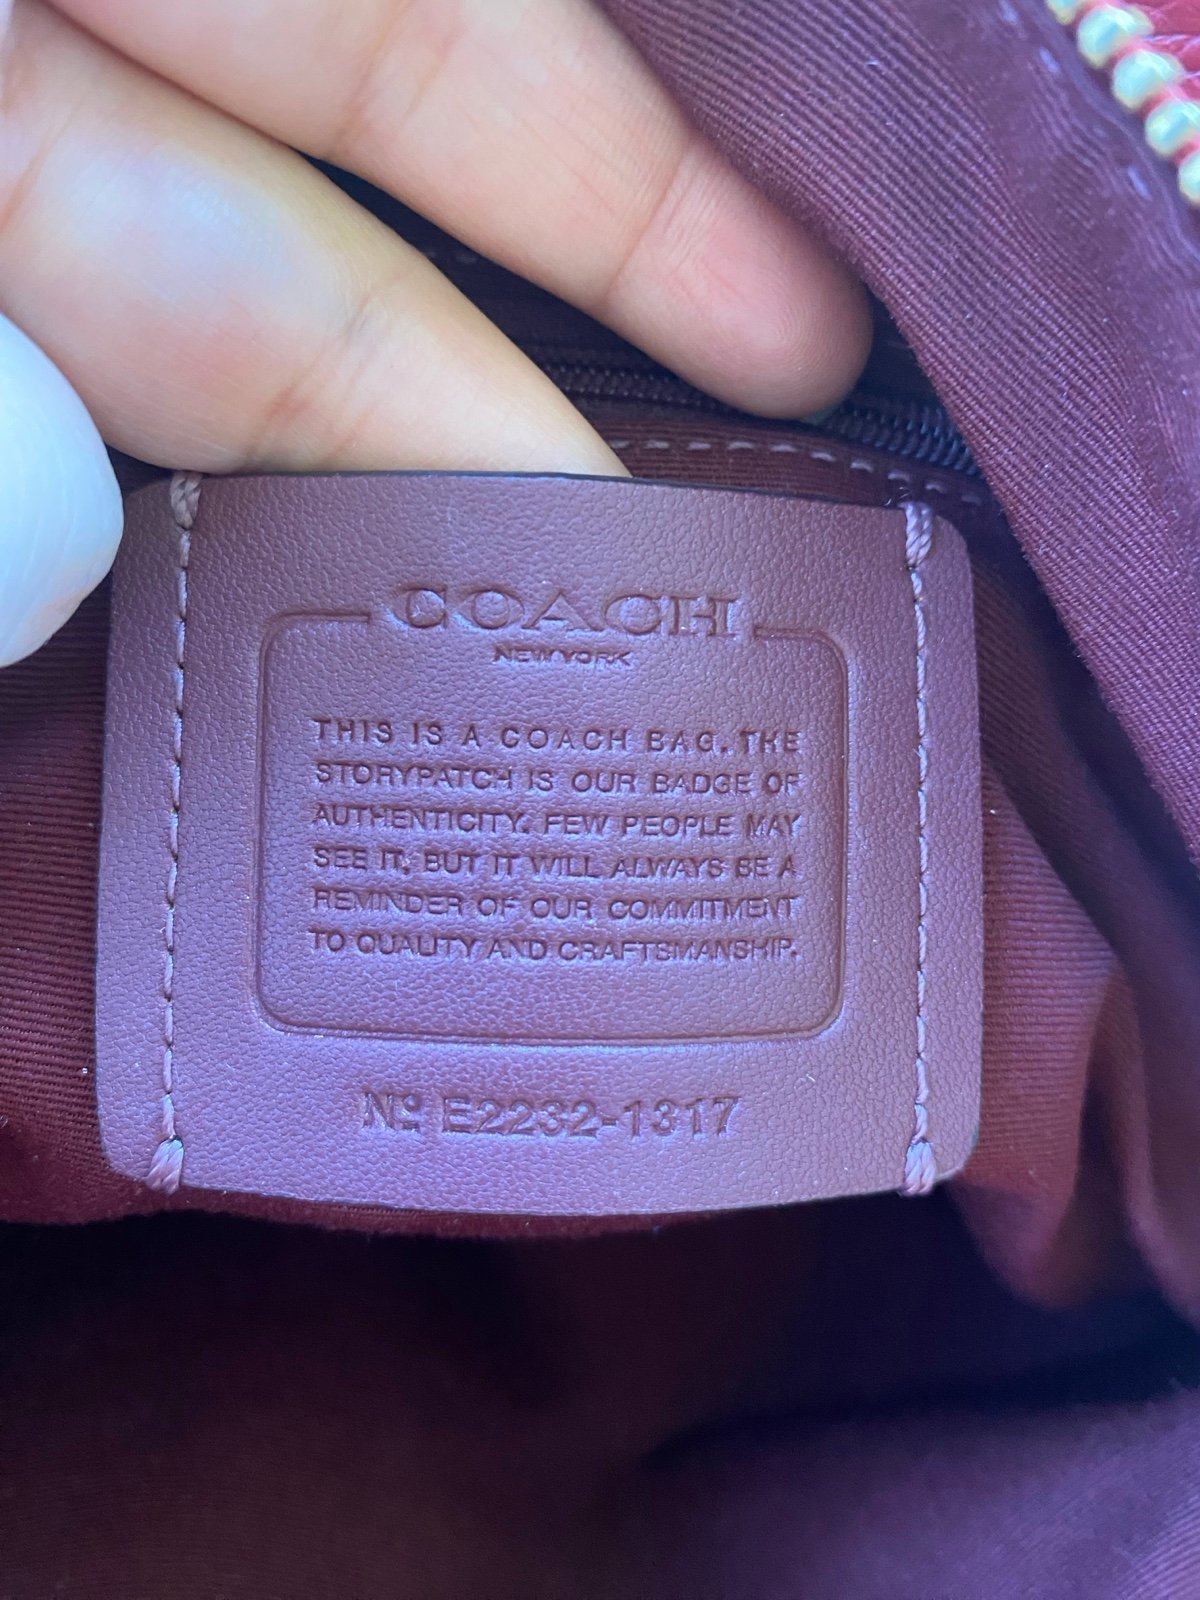 COACH
NEW YORK
THIS IS A COACH BAG. THE
STORYPATCH IS OUR BADGE OF
AUTHENTICITY. FEW PEOPLE MAY
SEE IT, BUT IT WILL ALWAYS BE A
REMINDER OF OUR COMMITMENT
TO QUALITY AND CRAFTSMANSHIP.
Nº E2232-1317